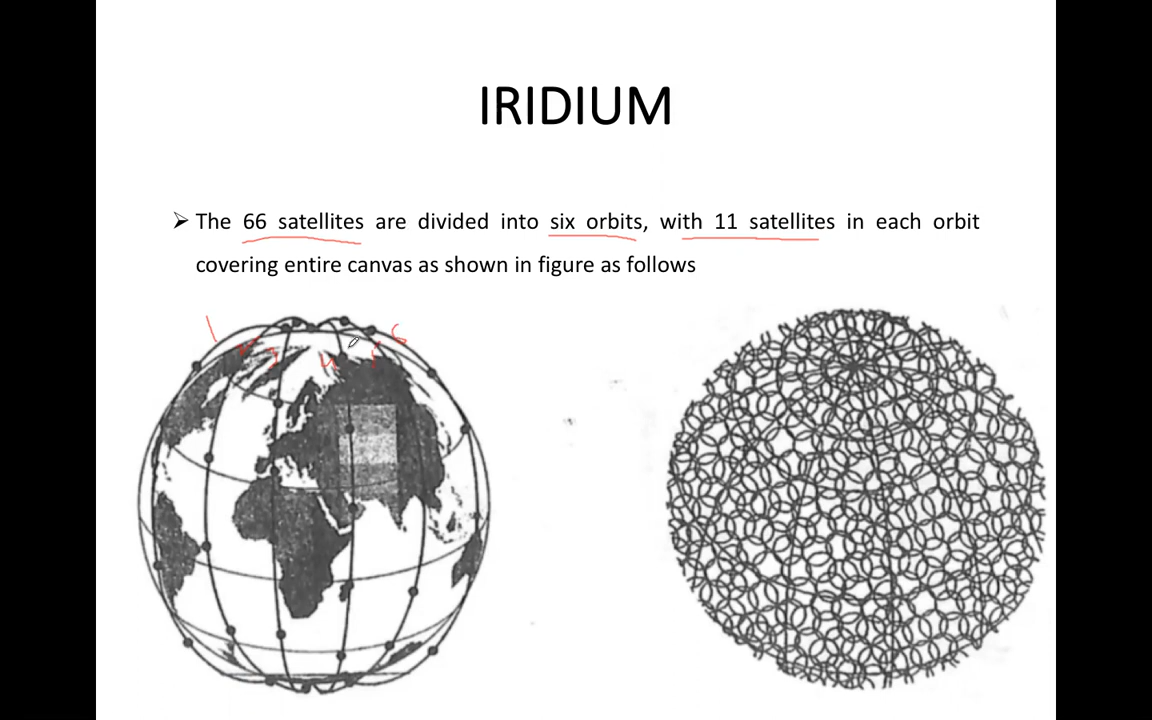 IRIDIUM
➢ The 66 satellites are divided into six orbits, with 11 satellites in each orbit
covering entire canvas as shown in figure as follows